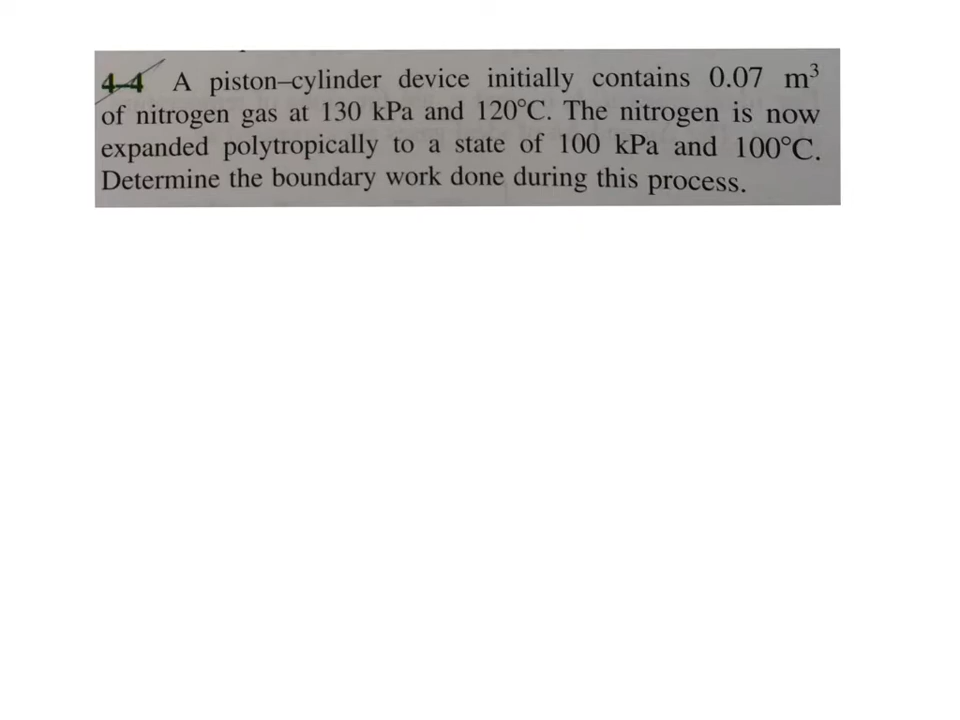 4–4 A piston–cylinder device initially contains 0.07 m³
of nitrogen gas at 130 kPa and 120°C. The nitrogen is now
expanded polytropically to a state of 100 kPa and 100°C.
Determine the boundary work done during this process.